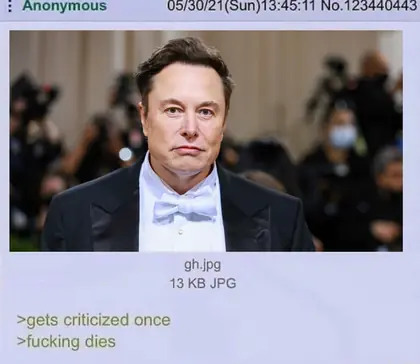 Anonymous 05/30/21(Sun)13:45:11 No.123440443
gh.jpg
13 KB JPG
>gets criticized once
>fucking dies